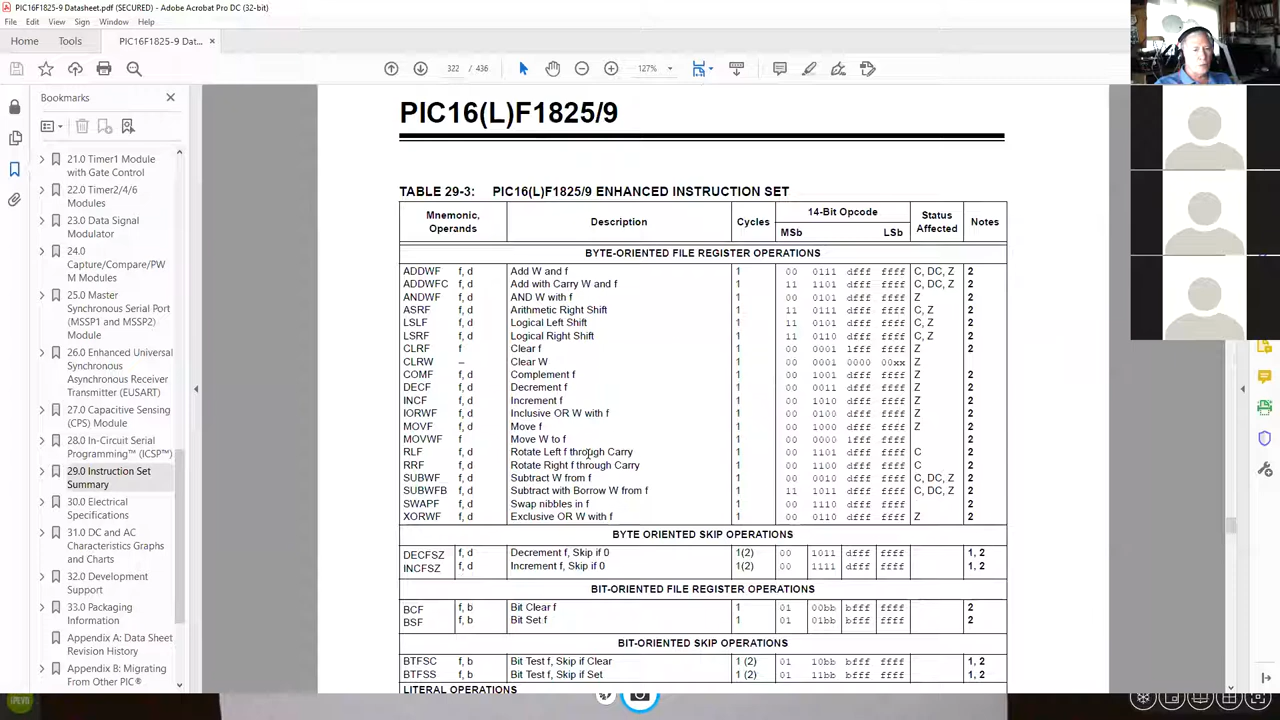 PIC16F1825-9 Datasheet.pdf (SECURED) - Adobe Acrobat Pro DC (32-bit)
File Edit View Sign Window Help
Home Tools PIC16F1825-9 Dat... ×
322 / 436 127%
Bookmarks
21.0 Timer1 Module
with Gate Control
22.0 Timer2/4/6
Modules
23.0 Data Signal
Modulator
24.0
Capture/Compare/PW
M Modules
25.0 Master
Synchronous Serial Port
(MSSP1 and MSSP2)
Module
26.0 Enhanced Universal
Synchronous
Asynchronous Receiver
Transmitter (EUSART)
27.0 Capacitive Sensing
(CPS) Module
28.0 In-Circuit Serial
Programming™ (ICSP™)
29.0 Instruction Set
Summary
30.0 Electrical
Specifications
31.0 DC and AC
Characteristics Graphs
and Charts
32.0 Development
Support
33.0 Packaging
Information
Appendix A: Data Sheet
Revision History
Appendix B: Migrating
From Other PIC®
PIC16(L)F1825/9
TABLE 29-3: PIC16(L)F1825/9 ENHANCED INSTRUCTION SET
Mnemonic, Operands Description Cycles 14-Bit Opcode MSb LSb Status Affected Notes
BYTE-ORIENTED FILE REGISTER OPERATIONS
ADDWF f, d Add W and f 1 00 0111 dfff ffff C, DC, Z 2
ADDWFC f, d Add with Carry W and f 1 11 1101 dfff ffff C, DC, Z 2
ANDWF f, d AND W with f 1 00 0101 dfff ffff Z 2
ASRF f, d Arithmetic Right Shift 1 11 0111 dfff ffff C, Z 2
LSLF f, d Logical Left Shift 1 11 0101 dfff ffff C, Z 2
LSRF f, d Logical Right Shift 1 11 0110 dfff ffff C, Z 2
CLRF f Clear f 1 00 0001 lfff ffff Z 2
CLRW – Clear W 1 00 0001 0000 00xx Z
COMF f, d Complement f 1 00 1001 dfff ffff Z 2
DECF f, d Decrement f 1 00 0011 dfff ffff Z 2
INCF f, d Increment f 1 00 1010 dfff ffff Z 2
IORWF f, d Inclusive OR W with f 1 00 0100 dfff ffff Z 2
MOVF f, d Move f 1 00 1000 dfff ffff Z 2
MOVWF f Move W to f 1 00 0000 1fff ffff 2
RLF f, d Rotate Left f through Carry 1 00 1101 dfff ffff C 2
RRF f, d Rotate Right f through Carry 1 00 1100 dfff ffff C 2
SUBWF f, d Subtract W from f 1 00 0010 dfff ffff C, DC, Z 2
SUBWFB f, d Subtract with Borrow W from f 1 11 1011 dfff ffff C, DC, Z 2
SWAPF f, d Swap nibbles in f 1 00 1110 dfff ffff 2
XORWF f, d Exclusive OR W with f 1 00 0110 dfff ffff Z 2
BYTE ORIENTED SKIP OPERATIONS
DECFSZ f, d Decrement f, Skip if 0 1(2) 00 1011 dfff ffff 1, 2
INCFSZ f, d Increment f, Skip if 0 1(2) 00 1111 dfff ffff 1, 2
BIT-ORIENTED FILE REGISTER OPERATIONS
BCF f, b Bit Clear f 1 01 00bb bfff ffff 2
BSF f, b Bit Set f 1 01 01bb bfff ffff 2
BIT-ORIENTED SKIP OPERATIONS
BTFSC f, b Bit Test f, Skip if Clear 1 (2) 01 10bb bfff ffff 1, 2
BTFSS f, b Bit Test f, Skip if Set 1 (2) 01 11bb bfff ffff 1, 2
LITERAL OPERATIONS